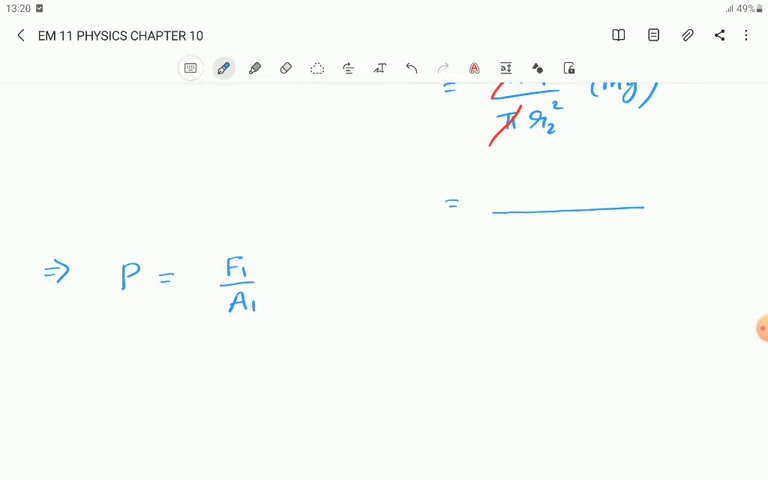 13:20 49%
EM 11 PHYSICS CHAPTER 10
= (mg)
π r₂²
=
⇒ P = F₁
A₁